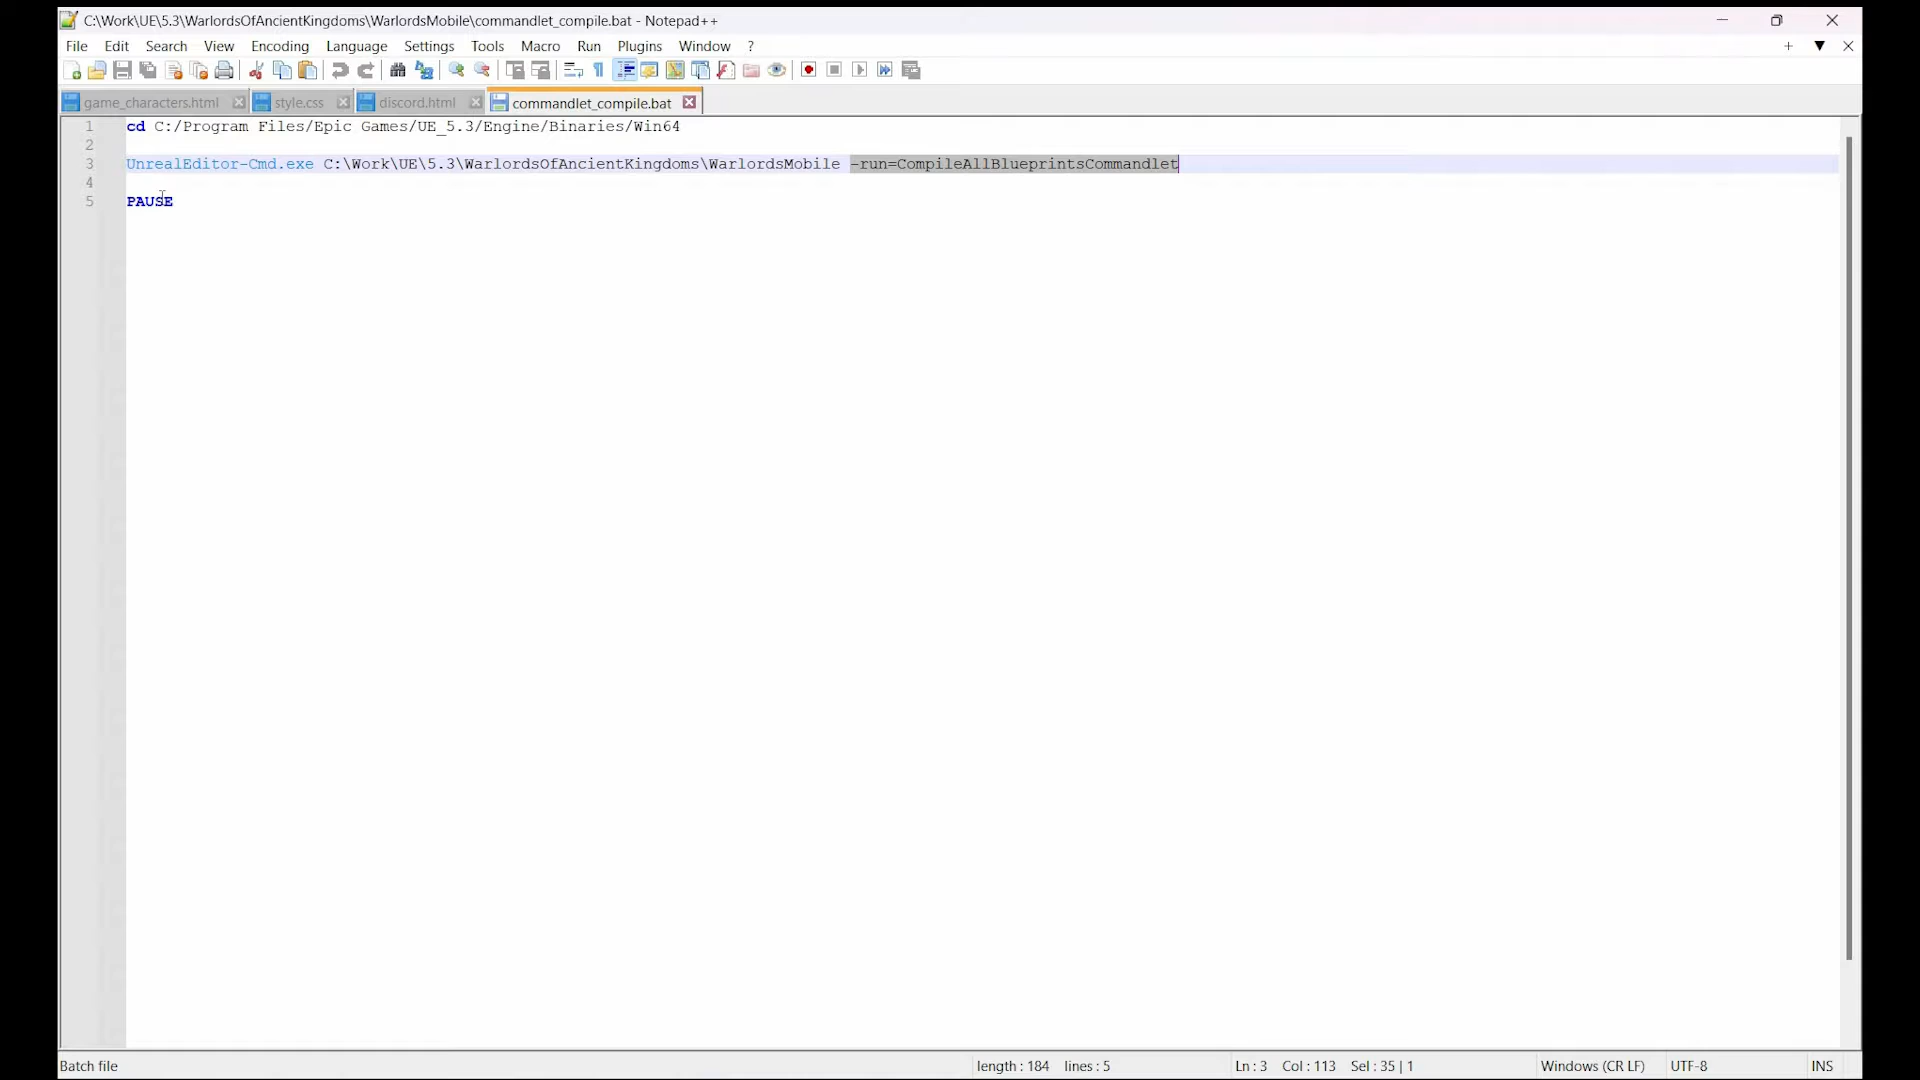 C:\Work\UE\5.3\WarlordsOfAncientKingdoms\WarlordsMobile\commandlet_compile.bat - Notepad++
File Edit Search View Encoding Language Settings Tools Macro Run Plugins Window ?
game_characters.html style.css discord.html commandlet_compile.bat
1 cd C:/Program Files/Epic Games/UE_5.3/Engine/Binaries/Win64
2
3 UnrealEditor-Cmd.exe C:\Work\UE\5.3\WarlordsOfAncientKingdoms\WarlordsMobile -run=CompileAllBlueprintsCommandlet
4
5 PAUSE
Batch file length : 184 lines : 5 Ln : 3 Col : 113 Sel : 35 | 1 Windows (CR LF) UTF-8 INS